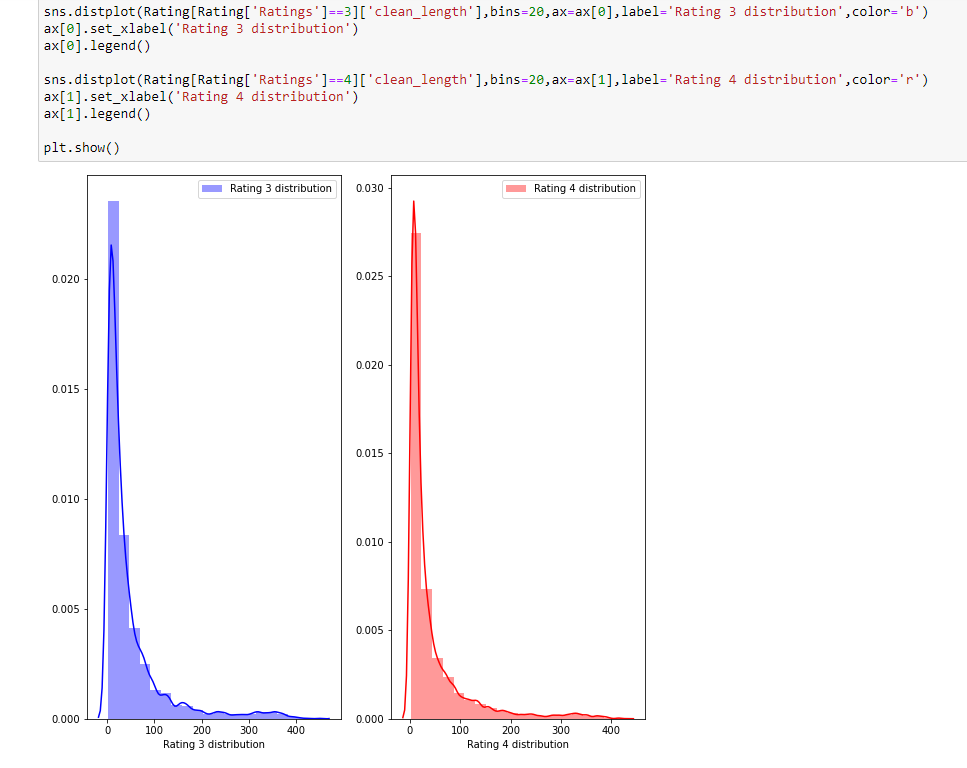 sns.distplot(Rating[Rating['Ratings']==3]['clean_length'],bins=20,ax=ax[0],label='Rating 3 distribution',color='b')
ax[0].set_xlabel('Rating 3 distribution')
ax[0].legend()
sns.distplot(Rating[Rating['Ratings']==4]['clean_length'],bins=20,ax=ax[1],label='Rating 4 distribution',color='r')
ax[1].set_xlabel('Rating 4 distribution')
ax[1].legend()
plt.show()
Rating 3 distribution
0.020
0.015
0.010
0.005
0.000
0 100 200 300 400
Rating 3 distribution
Rating 4 distribution
0.030
0.025
0.020
0.015
0.010
0.005
0.000
0 100 200 300 400
Rating 4 distribution